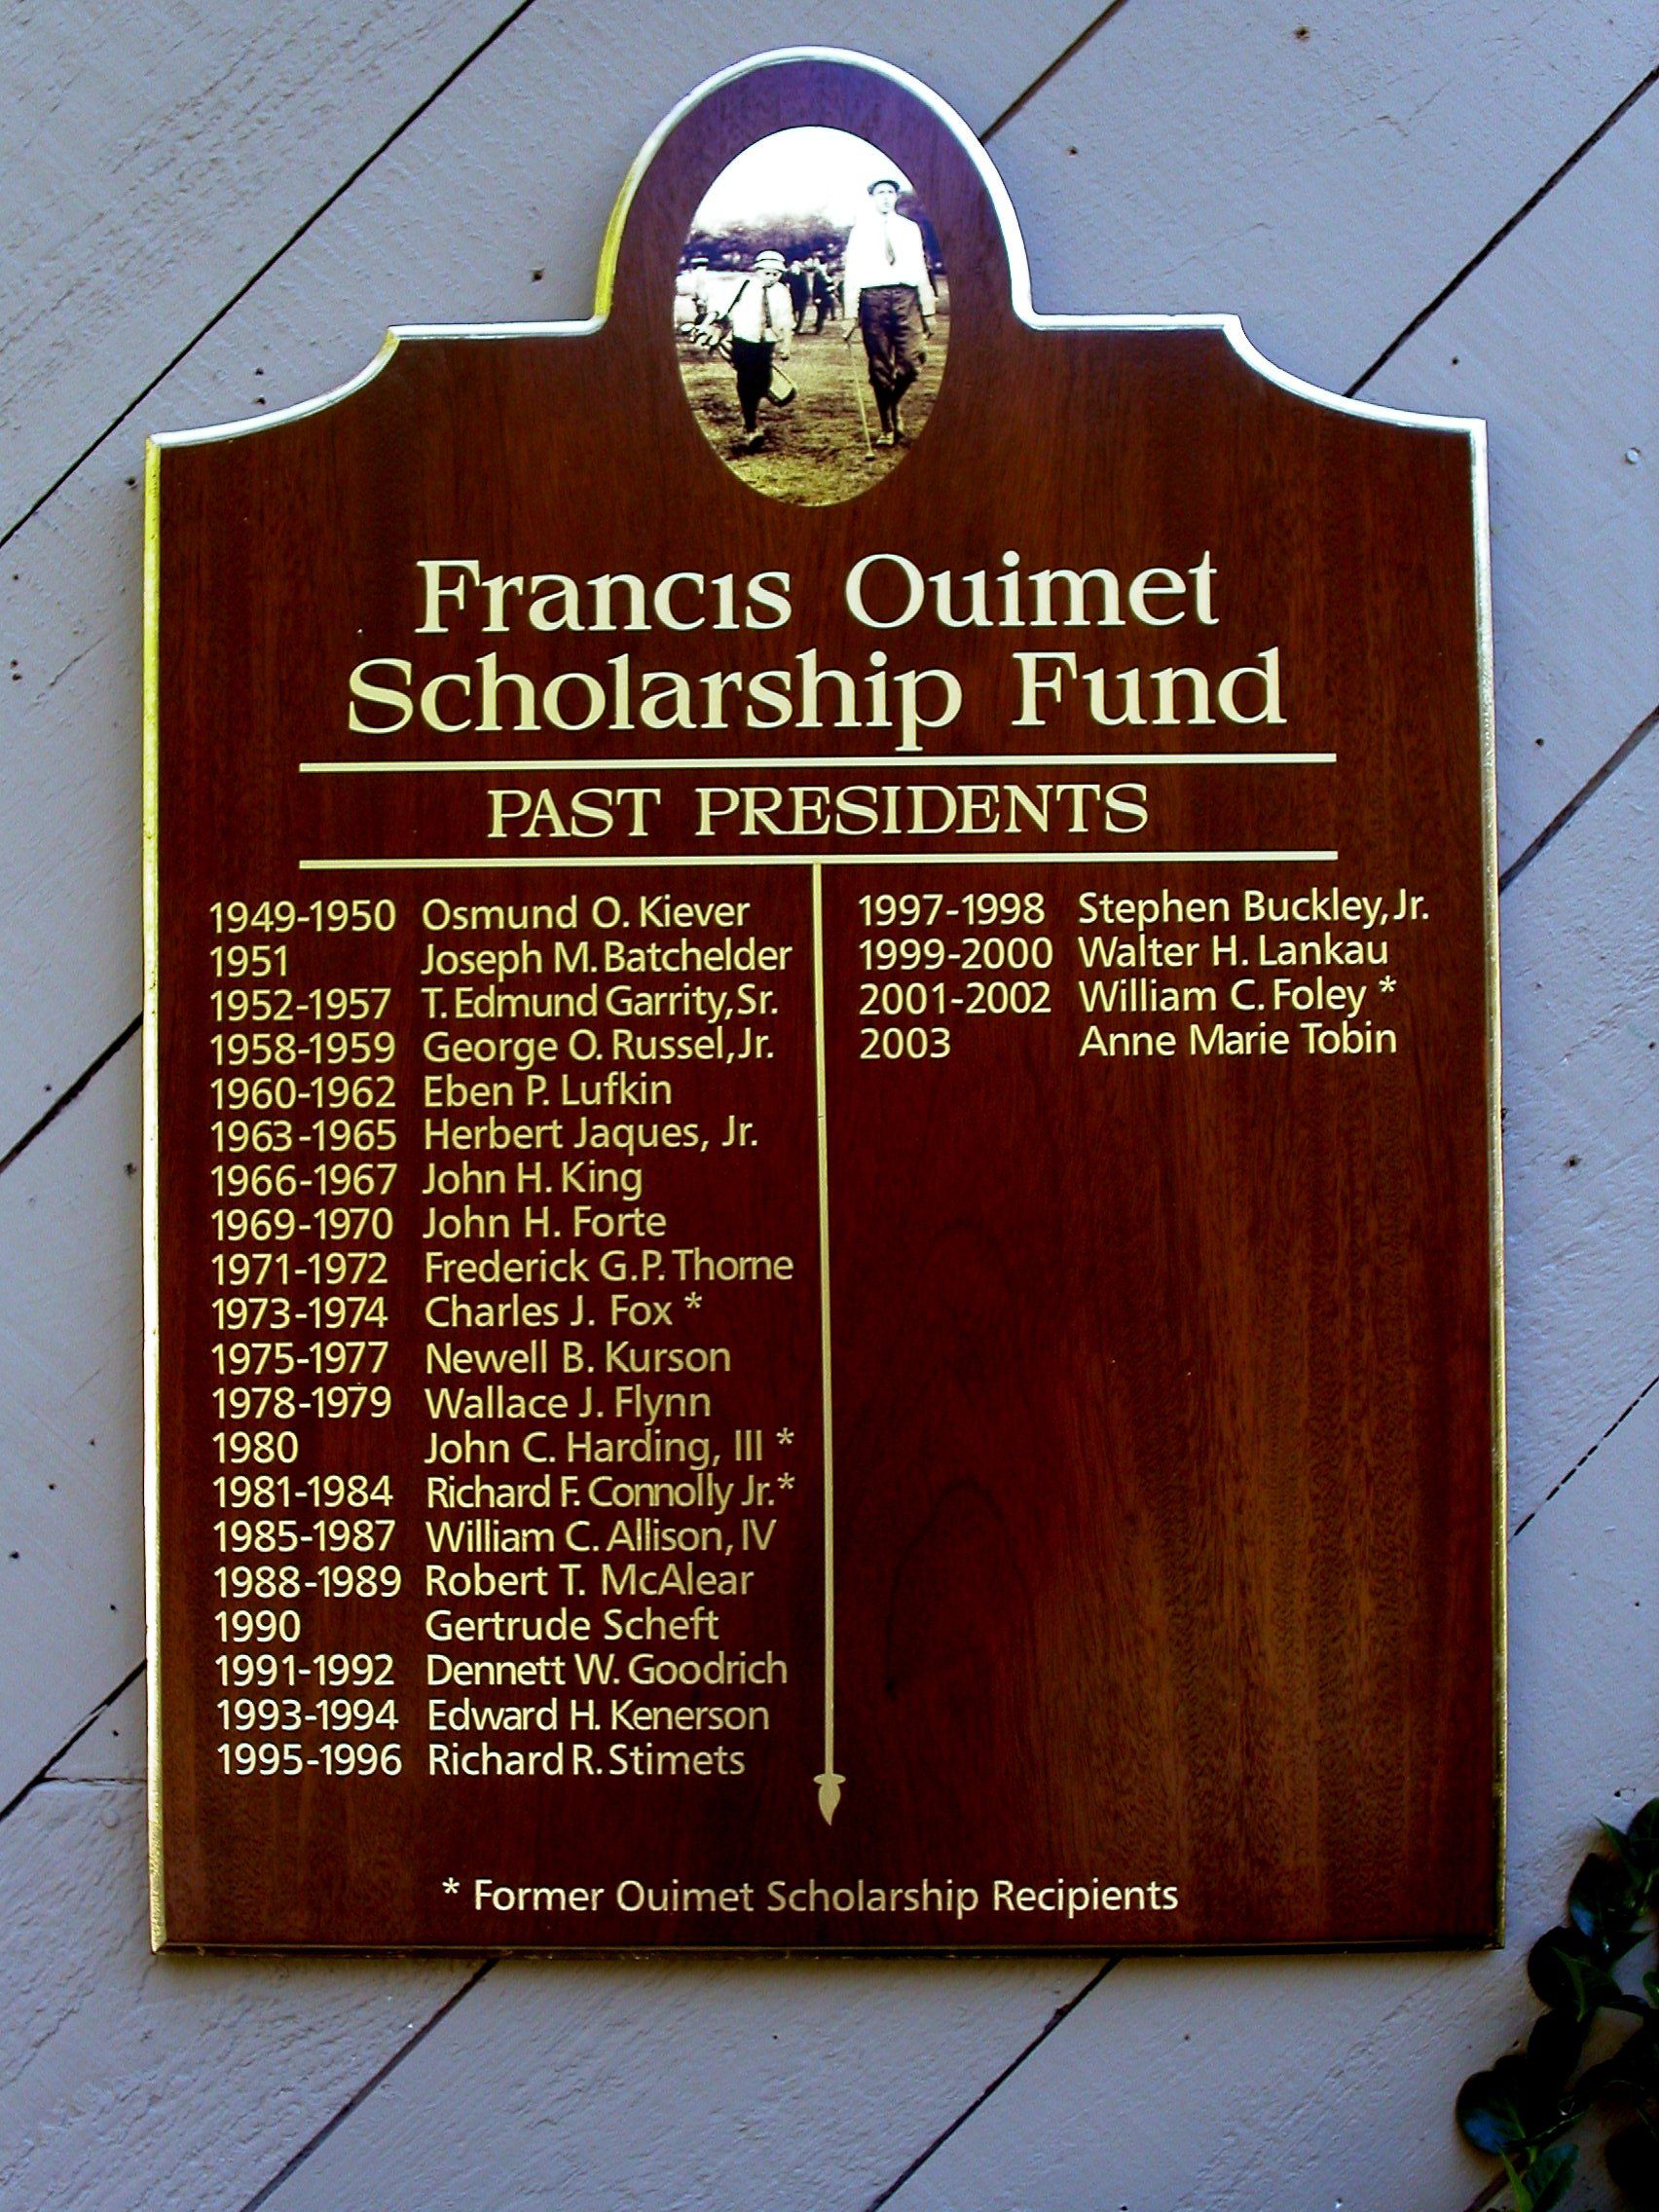 Francis Ouimet
Scholarship Fund
PAST PRESIDENTS
1949-1950 Osmund O. Kiever
1951 Joseph M. Batchelder
1952-1957 T. Edmund Garrity, Sr.
1958-1959 George O. Russel, Jr.
1960-1962 Eben P. Lufkin
1963-1965 Herbert Jaques, Jr.
1966-1967 John H. King
1969-1970 John H. Forte
1971-1972 Frederick G.P. Thorne
1973-1974 Charles J. Fox *
1975-1977 Newell B. Kurson
1978-1979 Wallace J. Flynn
1980 John C. Harding, III *
1981-1984 Richard F. Connolly Jr. *
1985-1987 William C. Allison, IV
1988-1989 Robert T. McAlear
1990 Gertrude Scheft
1991-1992 Dennett W. Goodrich
1993-1994 Edward H. Kenerson
1995-1996 Richard R. Stimets
1997-1998 Stephen Buckley, Jr.
1999-2000 Walter H. Lankau
2001-2002 William C. Foley *
2003 Anne Marie Tobin
* Former Ouimet Scholarship Recipients